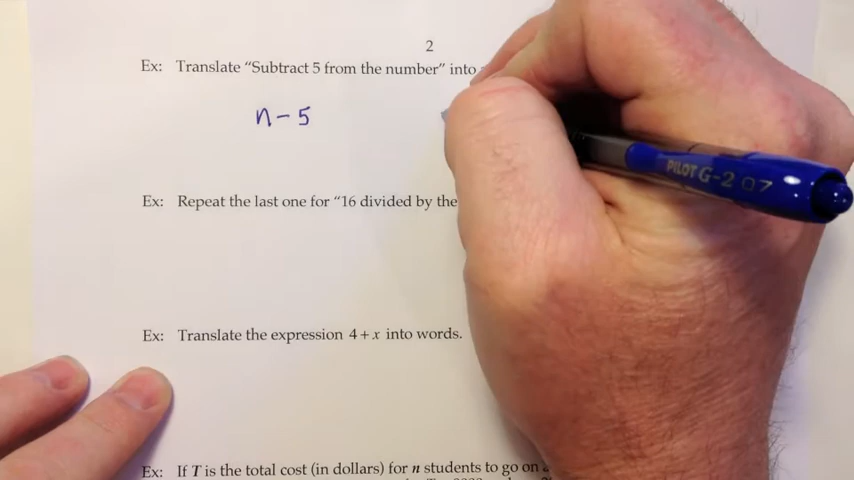 2
Ex: Translate "Subtract 5 from the number" into
n - 5
Ex: Repeat the last one for "16 divided by the
Ex: Translate the expression 4 + x into words.
Ex: If T is the total cost (in dollars) for n students to go on
PILOT G-2 07